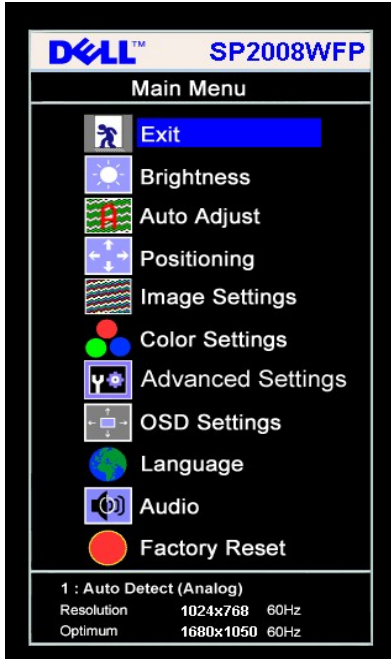 DELL™ SP2008WFP
Main Menu
Exit
Brightness
Auto Adjust
Positioning
Image Settings
Color Settings
Advanced Settings
OSD Settings
Language
Audio
Factory Reset
1 : Auto Detect (Analog)
Resolution 1024x768 60Hz
Optimum 1680x1050 60Hz